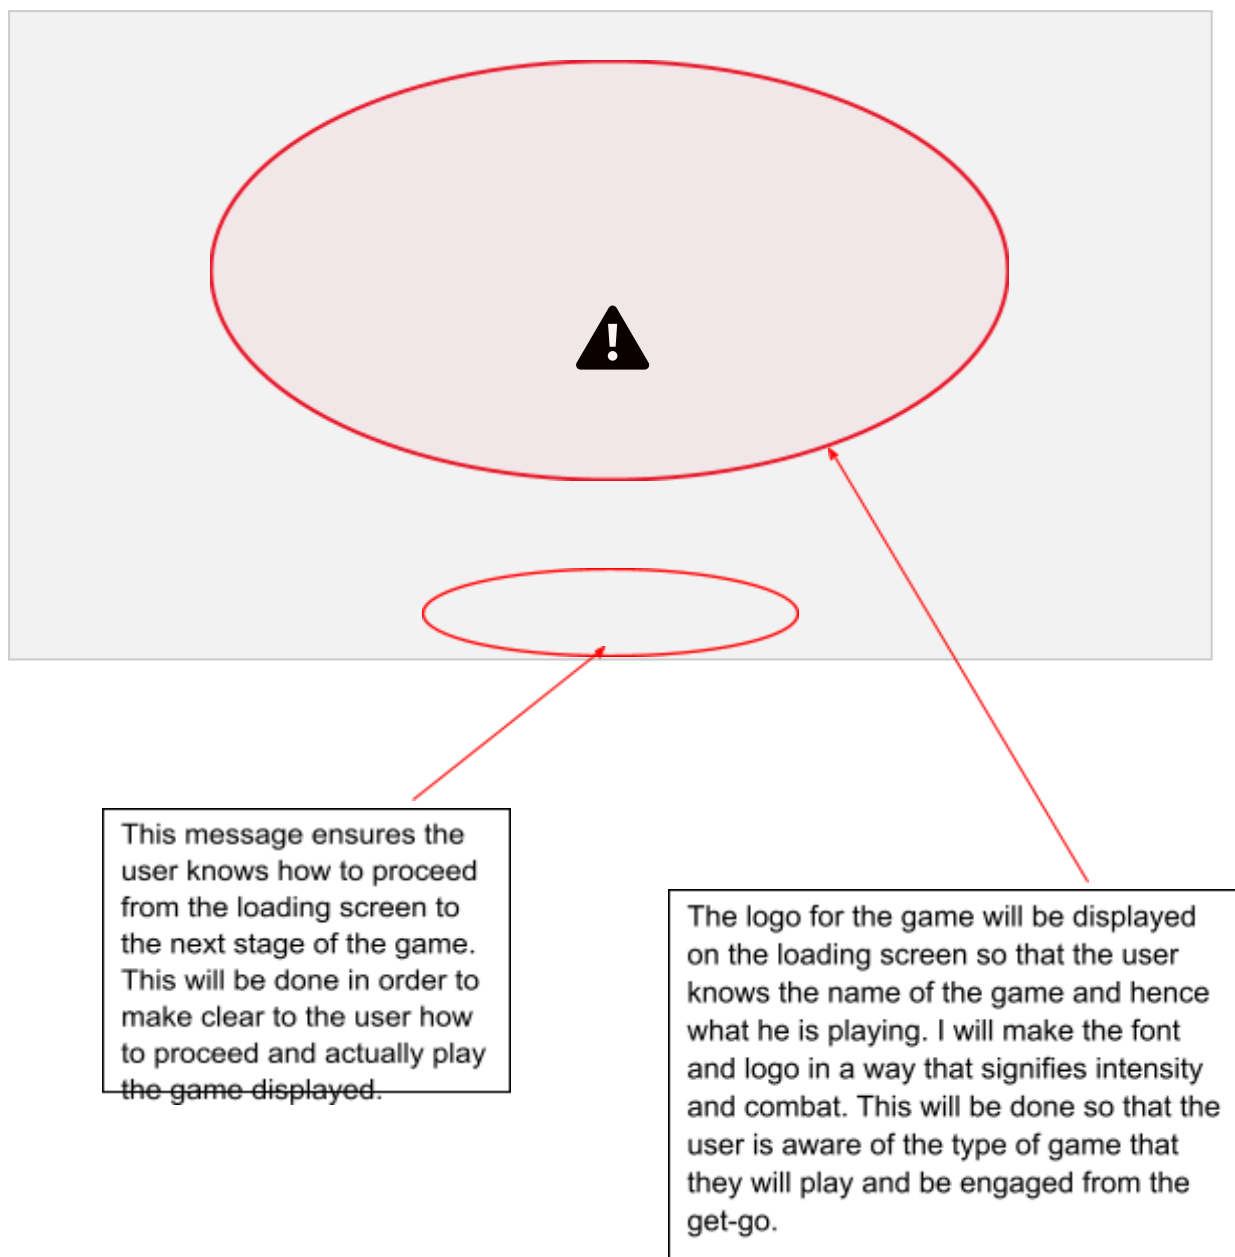 This message ensures the
user knows how to proceed
from the loading screen to
the next stage of the game.
This will be done in order to
make clear to the user how
to proceed and actually play
the game displayed.
The logo for the game will be displayed
on the loading screen so that the user
knows the name of the game and hence
what he is playing. I will make the font
and logo in a way that signifies intensity
and combat. This will be done so that the
user is aware of the type of game that
they will play and be engaged from the
get-go.